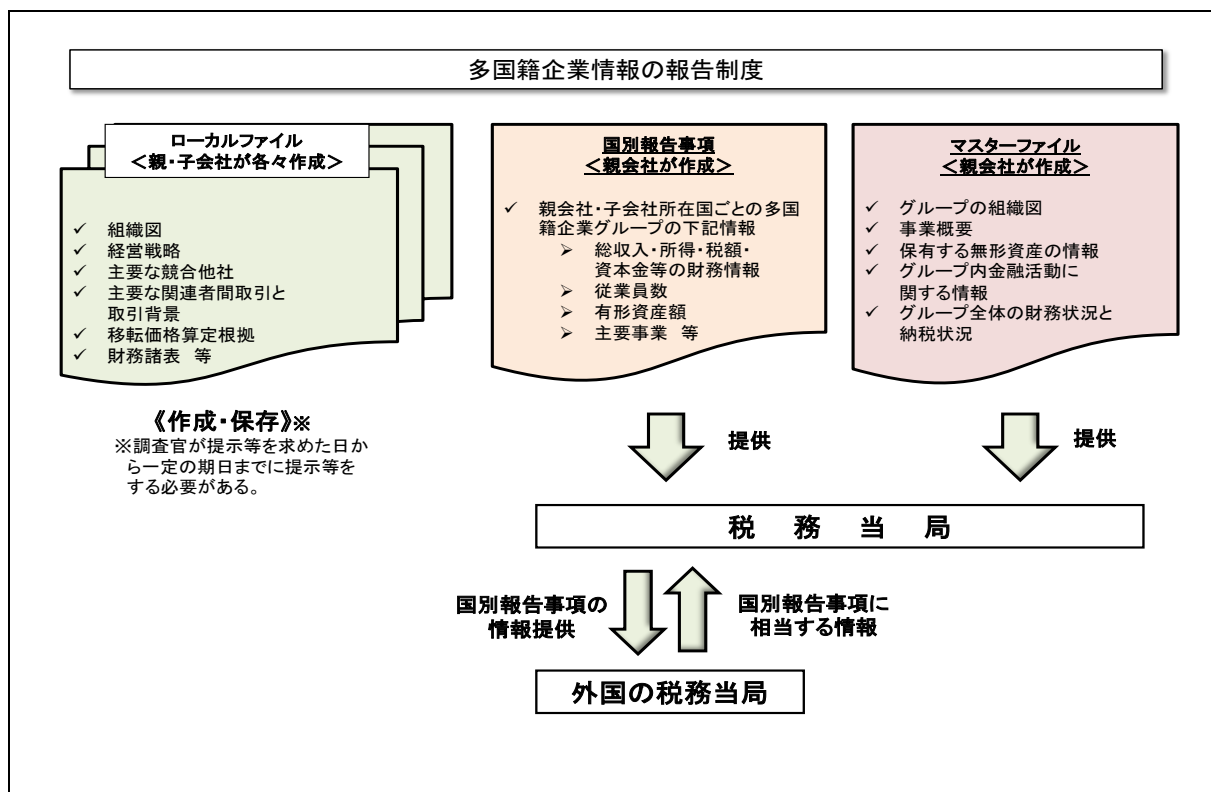 多国籍企業情報の報告制度
ローカルファイル
＜親・子会社が各々作成＞
✓ 組織図
✓ 経営戦略
✓ 主要な競合他社
✓ 主要な関連者間取引と
取引背景
✓ 移転価格算定根拠
✓ 財務諸表 等
《作成・保存》※
※調査官が提示等を求めた日か
ら一定の期日までに提示等を
する必要がある。
国別報告事項
＜親会社が作成＞
✓ 親会社・子会社所在国ごとの多国
籍企業グループの下記情報
➢ 総収入・所得・税額・
資本金等の財務情報
➢ 従業員数
➢ 有形資産額
➢ 主要事業 等
マスターファイル
＜親会社が作成＞
✓ グループの組織図
✓ 事業概要
✓ 保有する無形資産の情報
✓ グループ内金融活動に
関する情報
✓ グループ全体の財務状況と
納税状況
提供
提供
税 務 当 局
国別報告事項の
情報提供
国別報告事項に
相当する情報
外国の税務当局